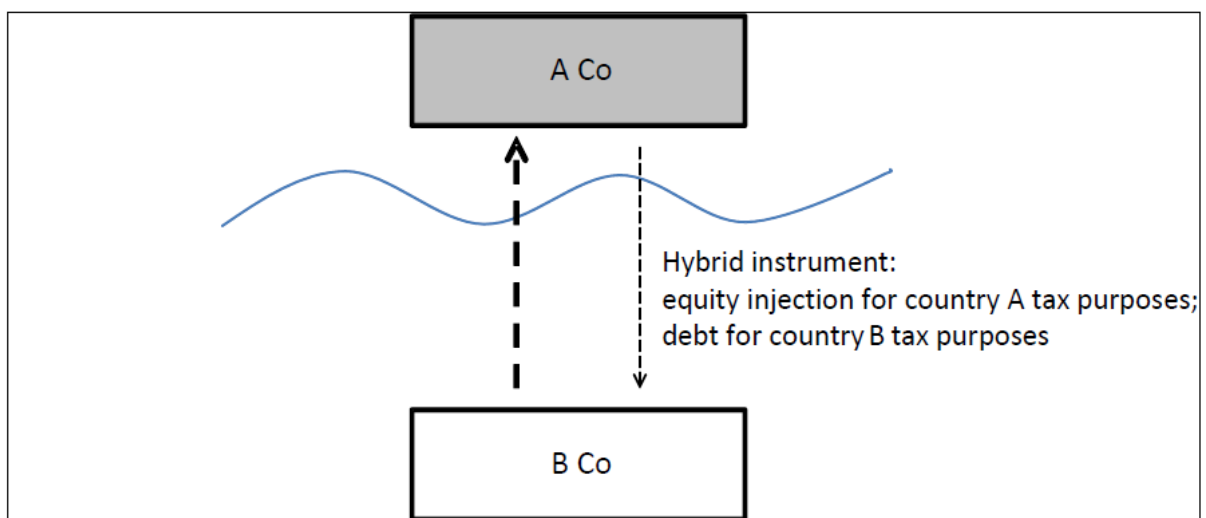 A Co
Hybrid instrument:
equity injection for country A tax purposes;
debt for country B tax purposes
B Co